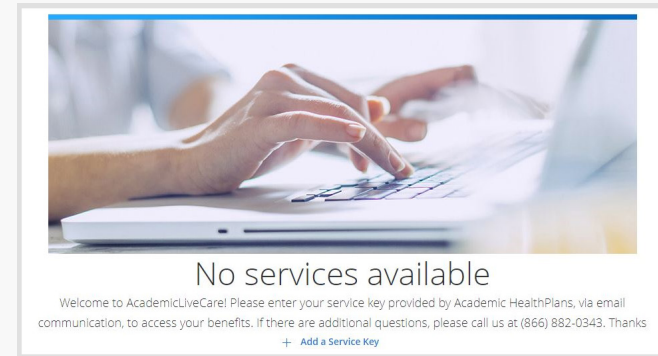 No services available
Welcome to AcademicLiveCare! Please enter your service key provided by Academic HealthPlans, via email
communication, to access your benefits. If there are additional questions, please call us at (866) 882-0343. Thanks
+ Add a Service Key